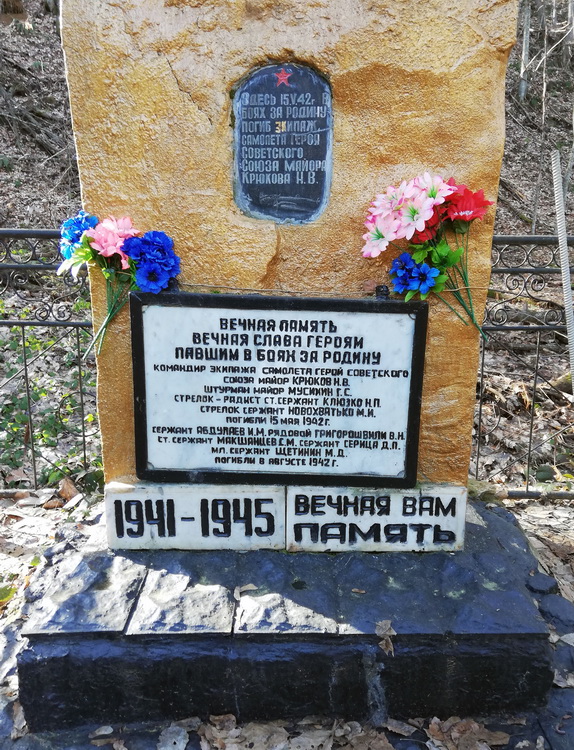 ЗДЕСЬ 15.V.42г. В
БОЯХ ЗА РОДИНУ
ПОГИБ ЭКИПАЖ
САМОЛЕТА ГЕРОЯ
СОВЕТСКОГО
СОЮЗА МАЙОРА
КРЮКОВА Н.В.
ВЕЧНАЯ ПАМЯТЬ
ВЕЧНАЯ СЛАВА ГЕРОЯМ
ПАВШИМ В БОЯХ ЗА РОДИНУ
КОМАНДИР ЭКИПАЖА САМОЛЕТА ГЕРОЙ СОВЕТСКОГО
СОЮЗА МАЙОР КРЮКОВ Н.В.
ШТУРМАН МАЙОР МУСИХИН Г.С.
СТРЕЛОК - РАДИСТ СТ. СЕРЖАНТ КЛЮЗКО Н.П.
СТРЕЛОК СЕРЖАНТ НОВОХВАТЬКО М.И.
ПОГИБЛИ 15 МАЯ 1942 г.
СЕРЖАНТ АБДУЛАЕВ И.М. РЯДОВОЙ ГРИГОРОШВИЛИ В.Н.
СТ. СЕРЖАНТ МАКШАНЦЕВ С.М. СЕРЖАНТ СЕРИЦА Д.П.
МЛ. СЕРЖАНТ ЩЕТИНИН М.Д.
ПОГИБЛИ В АВГУСТЕ 1942 Г.
1941-1945
ВЕЧНАЯ ВАМ
ПАМЯТЬ